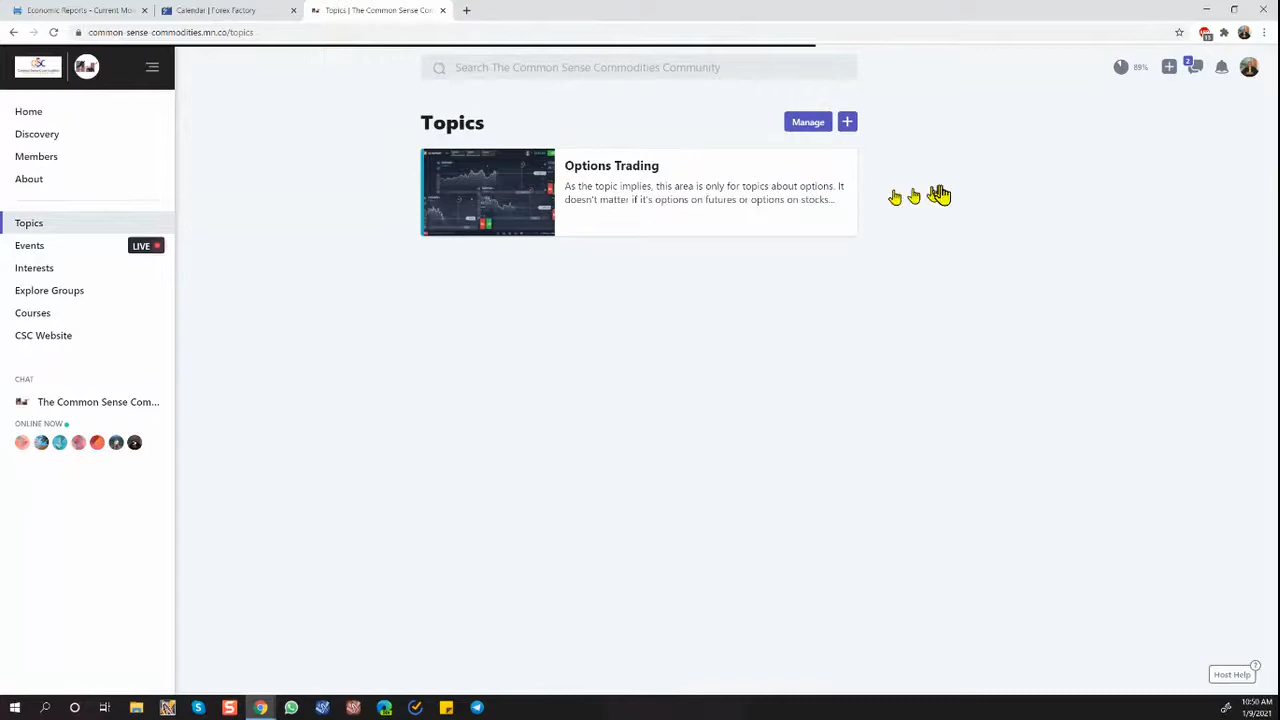 Economic Reports - Current Mo
Calendar | Forex Factory
Topics | The Common Sense Co
common-sense-commodities.mn.co/topics
CSC
Search The Common Sense Commodities Community
89%
2
Home
Discovery
Members
About
Topics
Events
LIVE
Interests
Explore Groups
Courses
CSC Website
CHAT
The Common Sense Com...
ONLINE NOW
Topics
Manage
+
Options Trading
As the topic implies, this area is only for topics about options. It
doesn't matter if it's options on futures or options on stocks...
Host Help
?
10:50 AM
1/9/2021